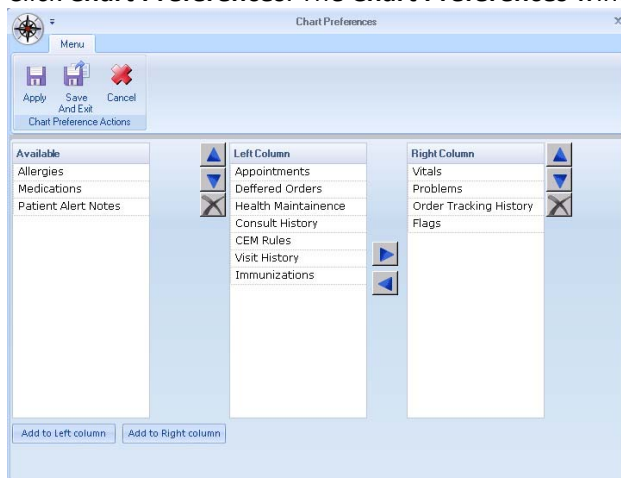 Click Chart Preferences. The Chart Preferences win
Chart Preferences
Menu
Apply
Save And Exit
Cancel
Chart Preference Actions
Available
Allergies
Medications
Patient Alert Notes
Left Column
Appointments
Deffered Orders
Health Maintainence
Consult History
CEM Rules
Visit History
Immunizations
Right Column
Vitals
Problems
Order Tracking History
Flags
Add to Left column
Add to Right column